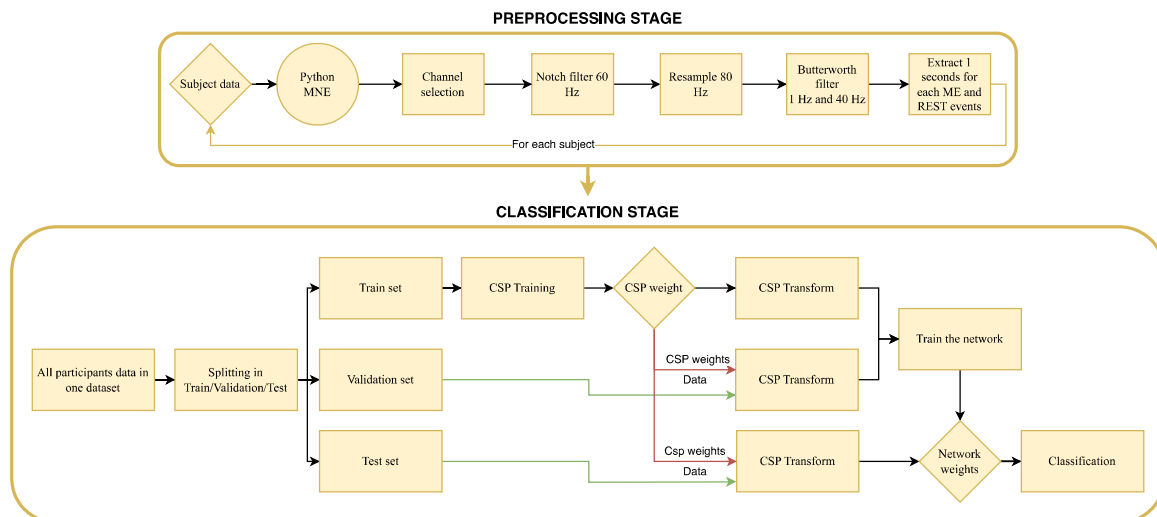 PREPROCESSING STAGE
Subject data
Python
MNE
Channel
selection
Notch filter 60
Hz
Resample 80
Hz
Butterworth
filter
1 Hz and 40 Hz
Extract 1
seconds for
each ME and
REST events
For each subject
CLASSIFICATION STAGE
All participants data in
one dataset
Splitting in
Train/Validation/Test
Train set
CSP Training
CSP weight
CSP Transform
Train the network
Validation set
CSP weights
Data
CSP Transform
Test set
Csp weights
Data
CSP Transform
Network
weights
Classification